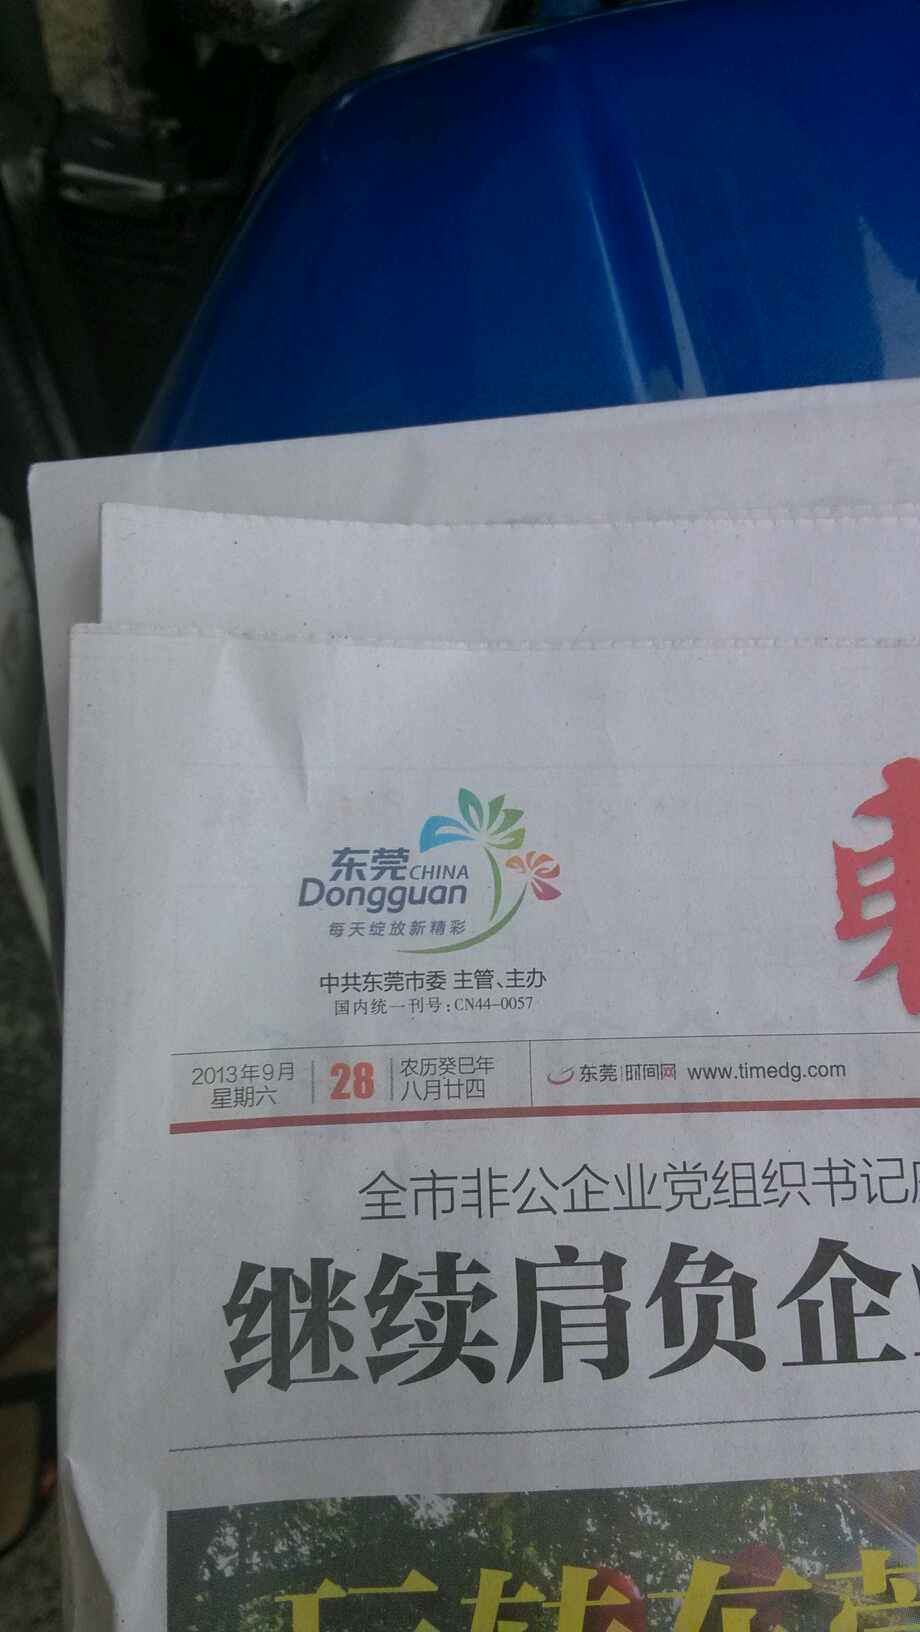 东莞CHINA
Dongguan
每天绽放新精彩
中共东莞市委 主管、主办
国内统一刊号:CN44-0057
2013年9月
星期六
28
农历癸巳年
八月廿四
东莞时间网 www.timedg.com
全市非公企业党组织书记
继续肩负企
玩转东莞